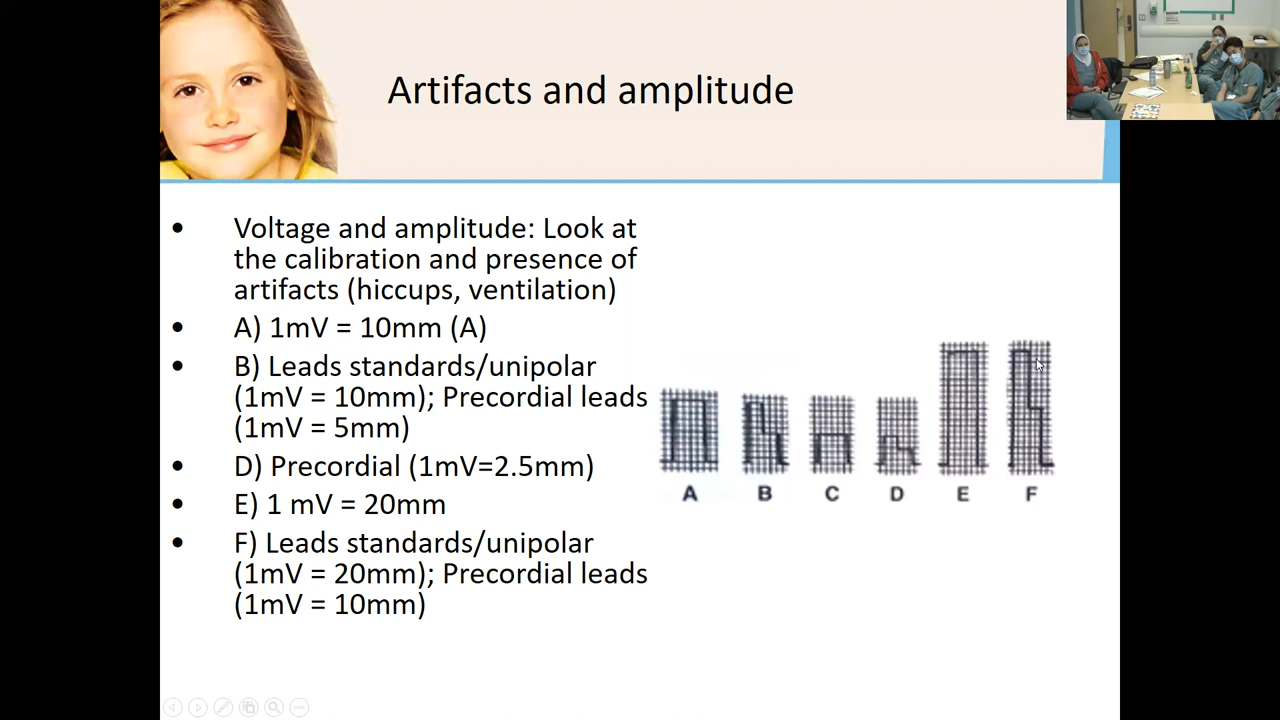 Artifacts and amplitude
• Voltage and amplitude: Look at
the calibration and presence of
artifacts (hiccups, ventilation)
• A) 1mV = 10mm (A)
• B) Leads standards/unipolar
(1mV = 10mm); Precordial leads
(1mV = 5mm)
• D) Precordial (1mV=2.5mm)
• E) 1 mV = 20mm
• F) Leads standards/unipolar
(1mV = 20mm); Precordial leads
(1mV = 10mm)
A B C D E F